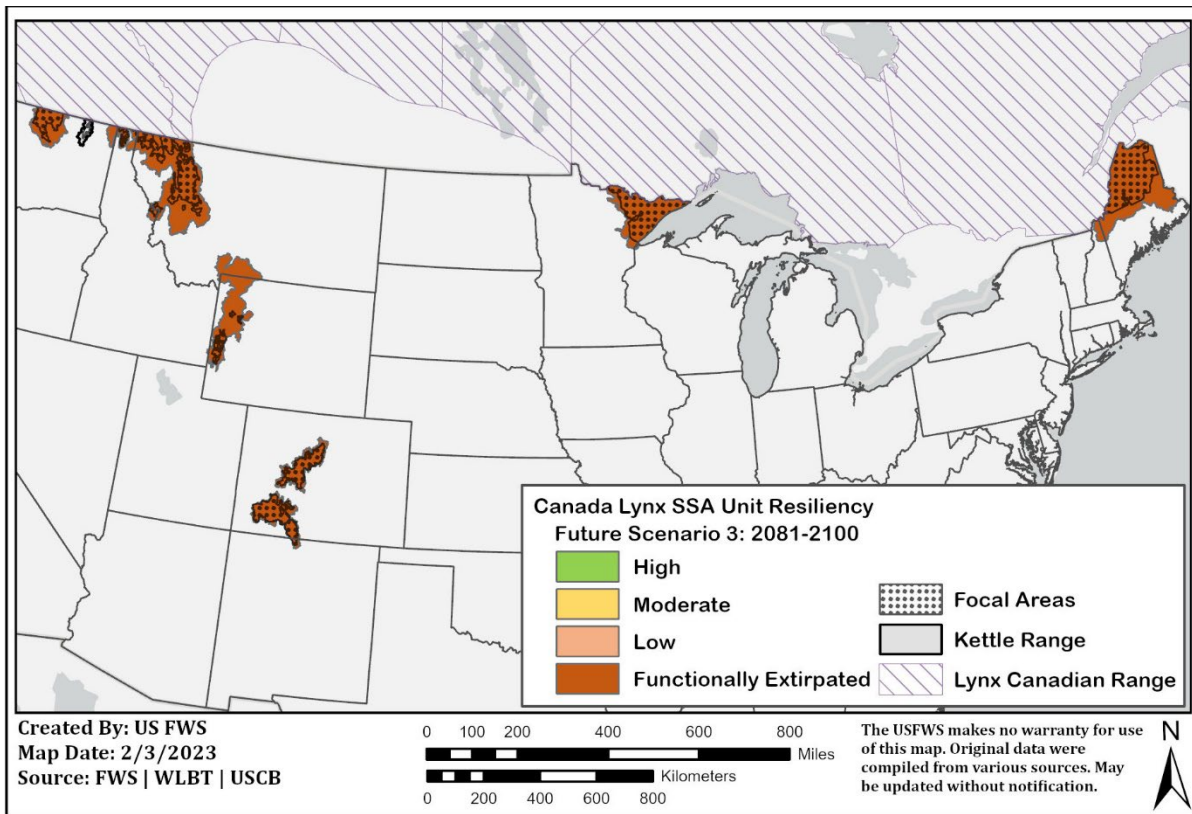 Canada Lynx SSA Unit Resiliency
Future Scenario 3: 2081-2100
High
Moderate
Low
Functionally Extirpated
Focal Areas
Kettle Range
Lynx Canadian Range
Created By: US FWS
Map Date: 2/3/2023
Source: FWS | WLBT | USCB
0 100 200 400 600 800
Miles
Kilometers
0 200 400 600 800
The USFWS makes no warranty for use
of this map. Original data were
compiled from various sources. May
be updated without notification.
N